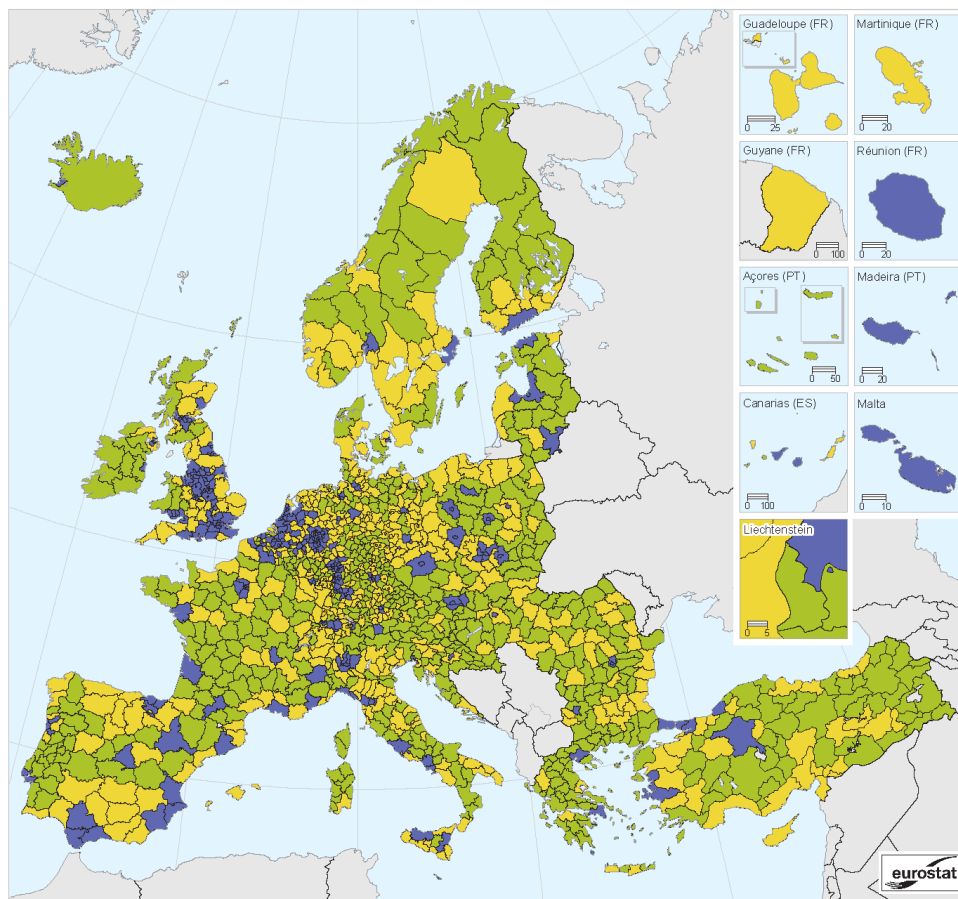 Guadeloupe (FR)
0 25
Martinique (FR)
0 20
Guyane (FR)
0 100
Réunion (FR)
0 20
Açores (PT)
0 50
Madeira (PT)
0 20
Canarias (ES)
0 100
Malta
0 10
Liechtenstein
0 5
eurostat